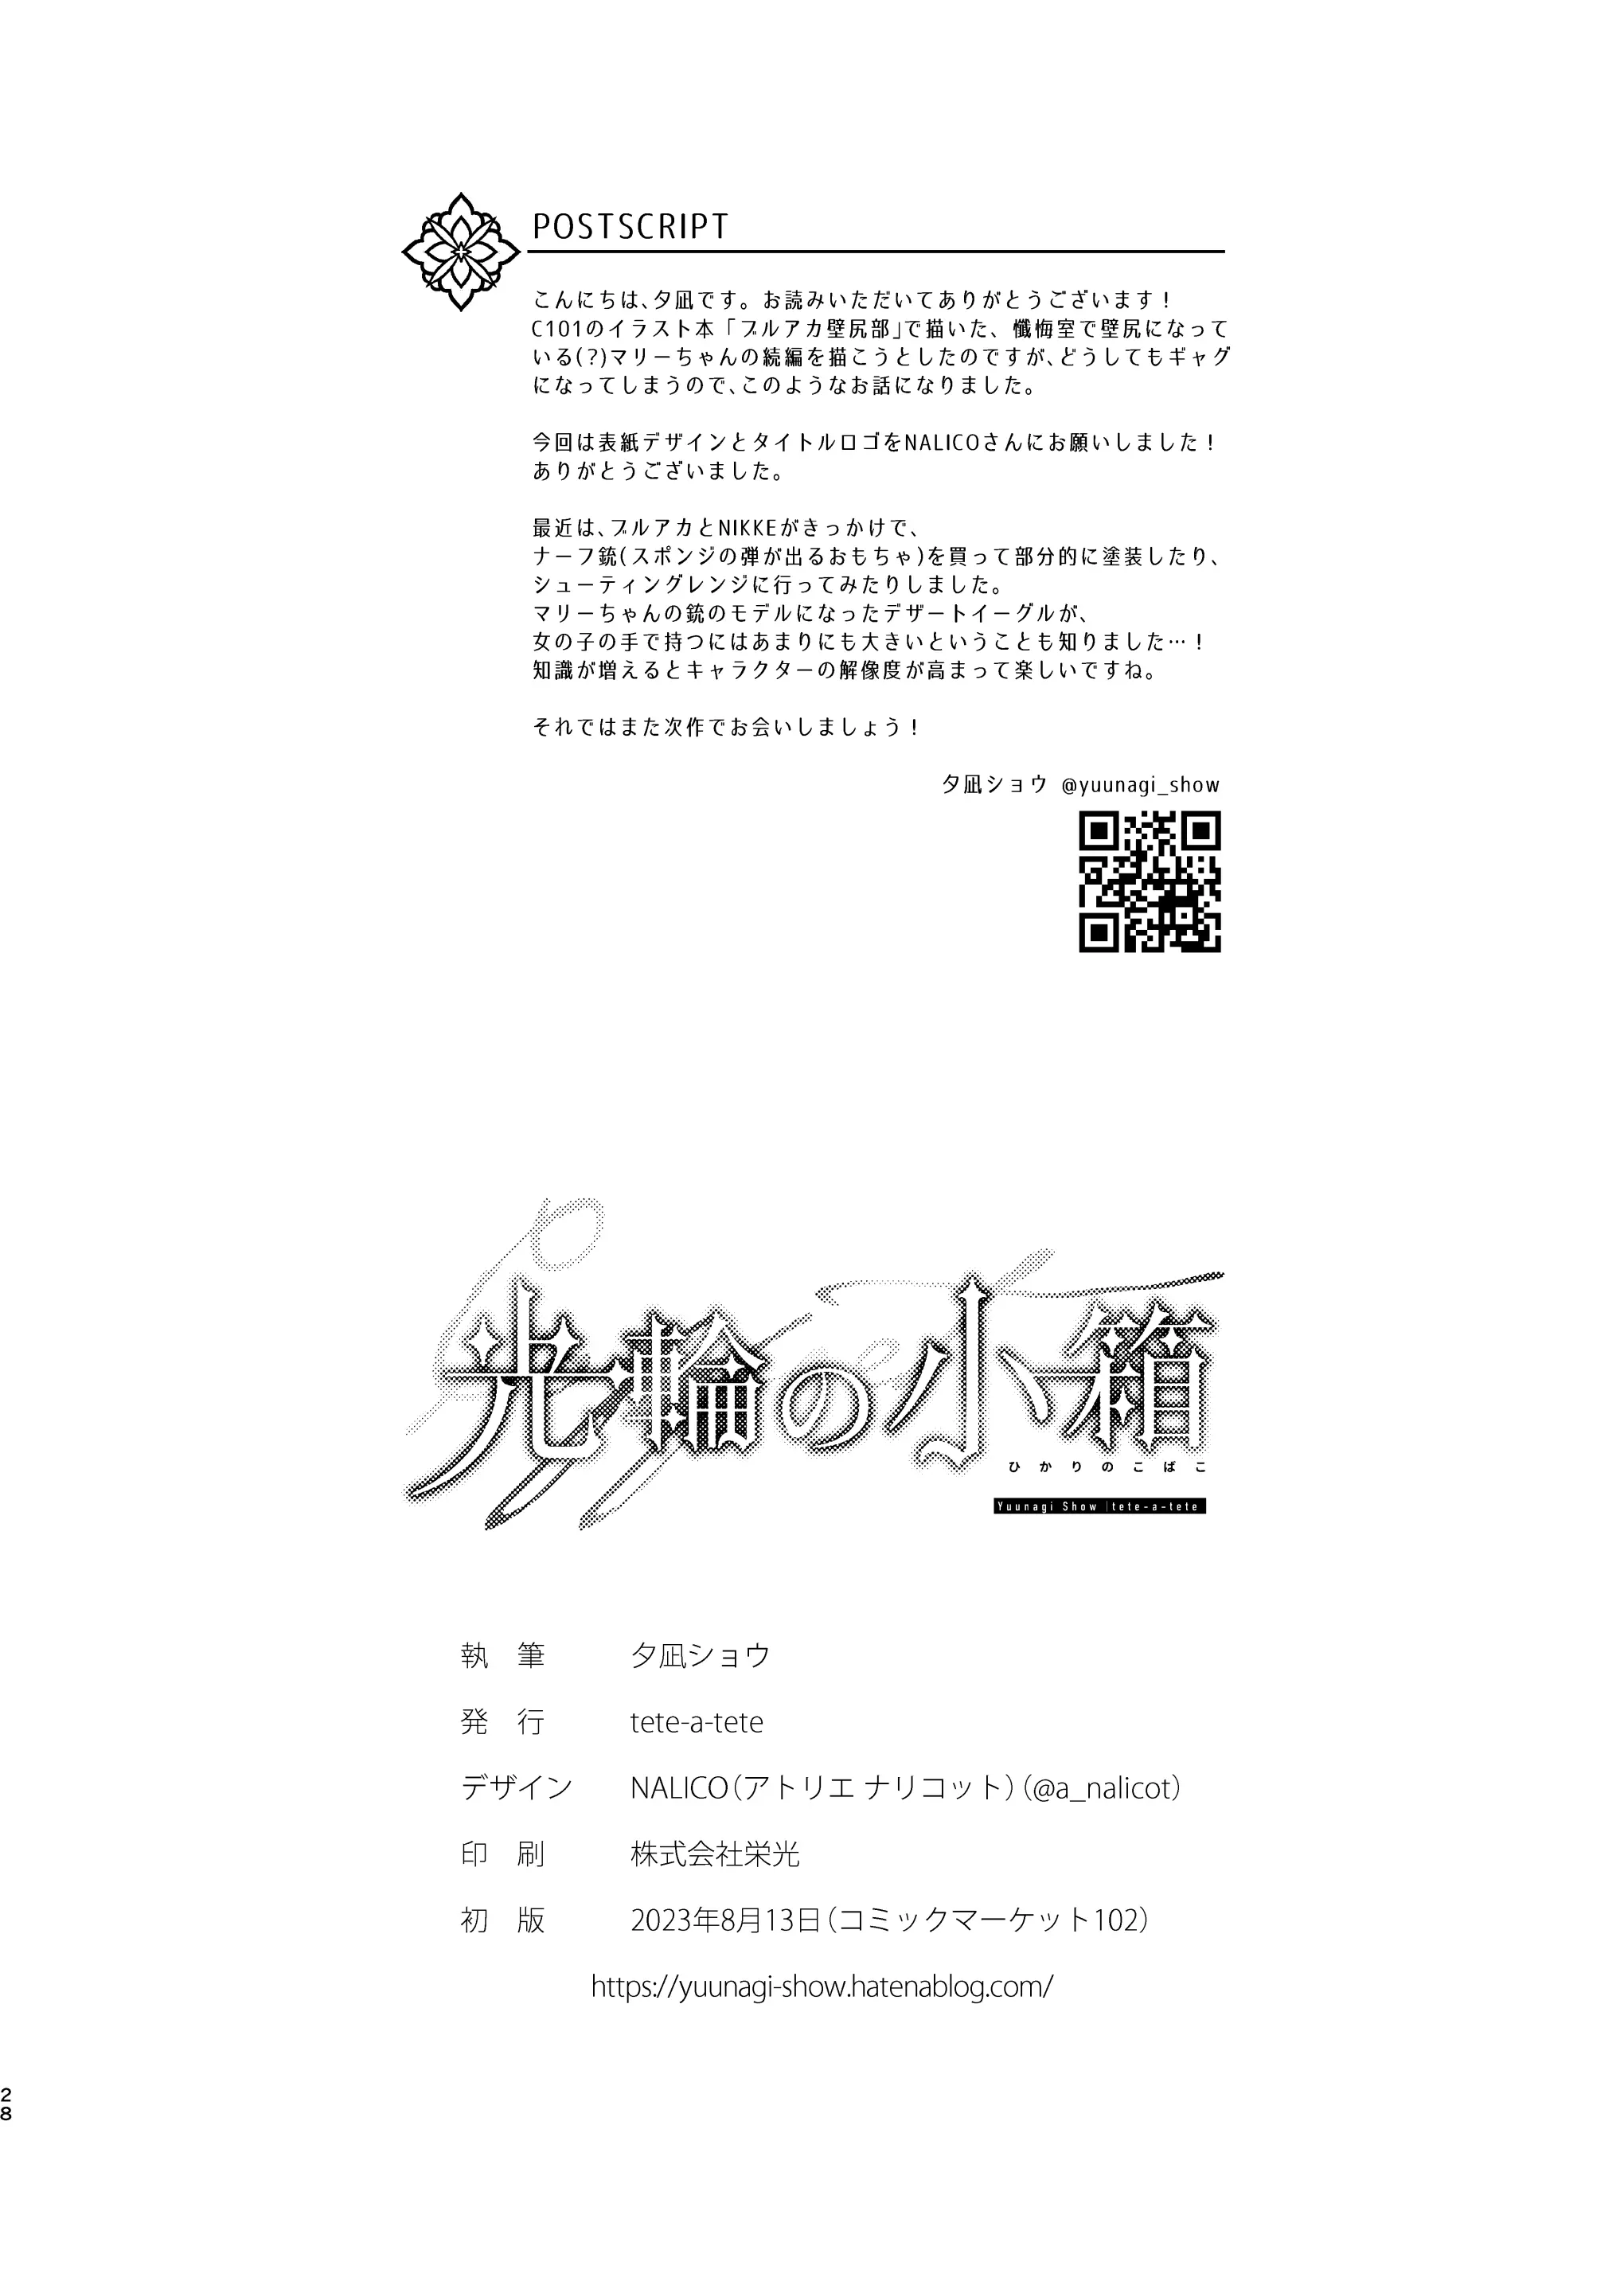 POSTSCRIPT
こんにちは、夕凪です。お読みいただいてありがとうございます！
C101のイラスト本「ブルアカ壁尻部」で描いた、懺悔室で壁尻になって
いる(?)マリーちゃんの続編を描こうとしたのですが、どうしてもギャグ
になってしまうので、このようなお話になりました。
今回は表紙デザインとタイトルロゴをNALICOさんにお願いしました！
ありがとうございました。
最近は、ブルアカとNIKKEがきっかけで、
ナーフ銃(スポンジの弾が出るおもちゃ)を買って部分的に塗装したり、
シューティングレンジに行ってみたりしました。
マリーちゃんの銃のモデルになったデザートイーグルが、
女の子の手で持つにはあまりにも大きいということも知りました…！
知識が増えるとキャラクターの解像度が高まって楽しいですね。
それではまた次作でお会いしましょう！
夕凪ショウ @yuunagi_show
光輪の小箱
ひかりのこばこ
Yuunagi Show |tete-a-tete
執 筆 夕凪ショウ
発 行 tete-a-tete
デザイン NALICO（アトリエ ナリコット）（@a_nalicot）
印 刷 株式会社栄光
初 版 2023年8月13日（コミックマーケット102）
https://yuunagi-show.hatenablog.com/
28